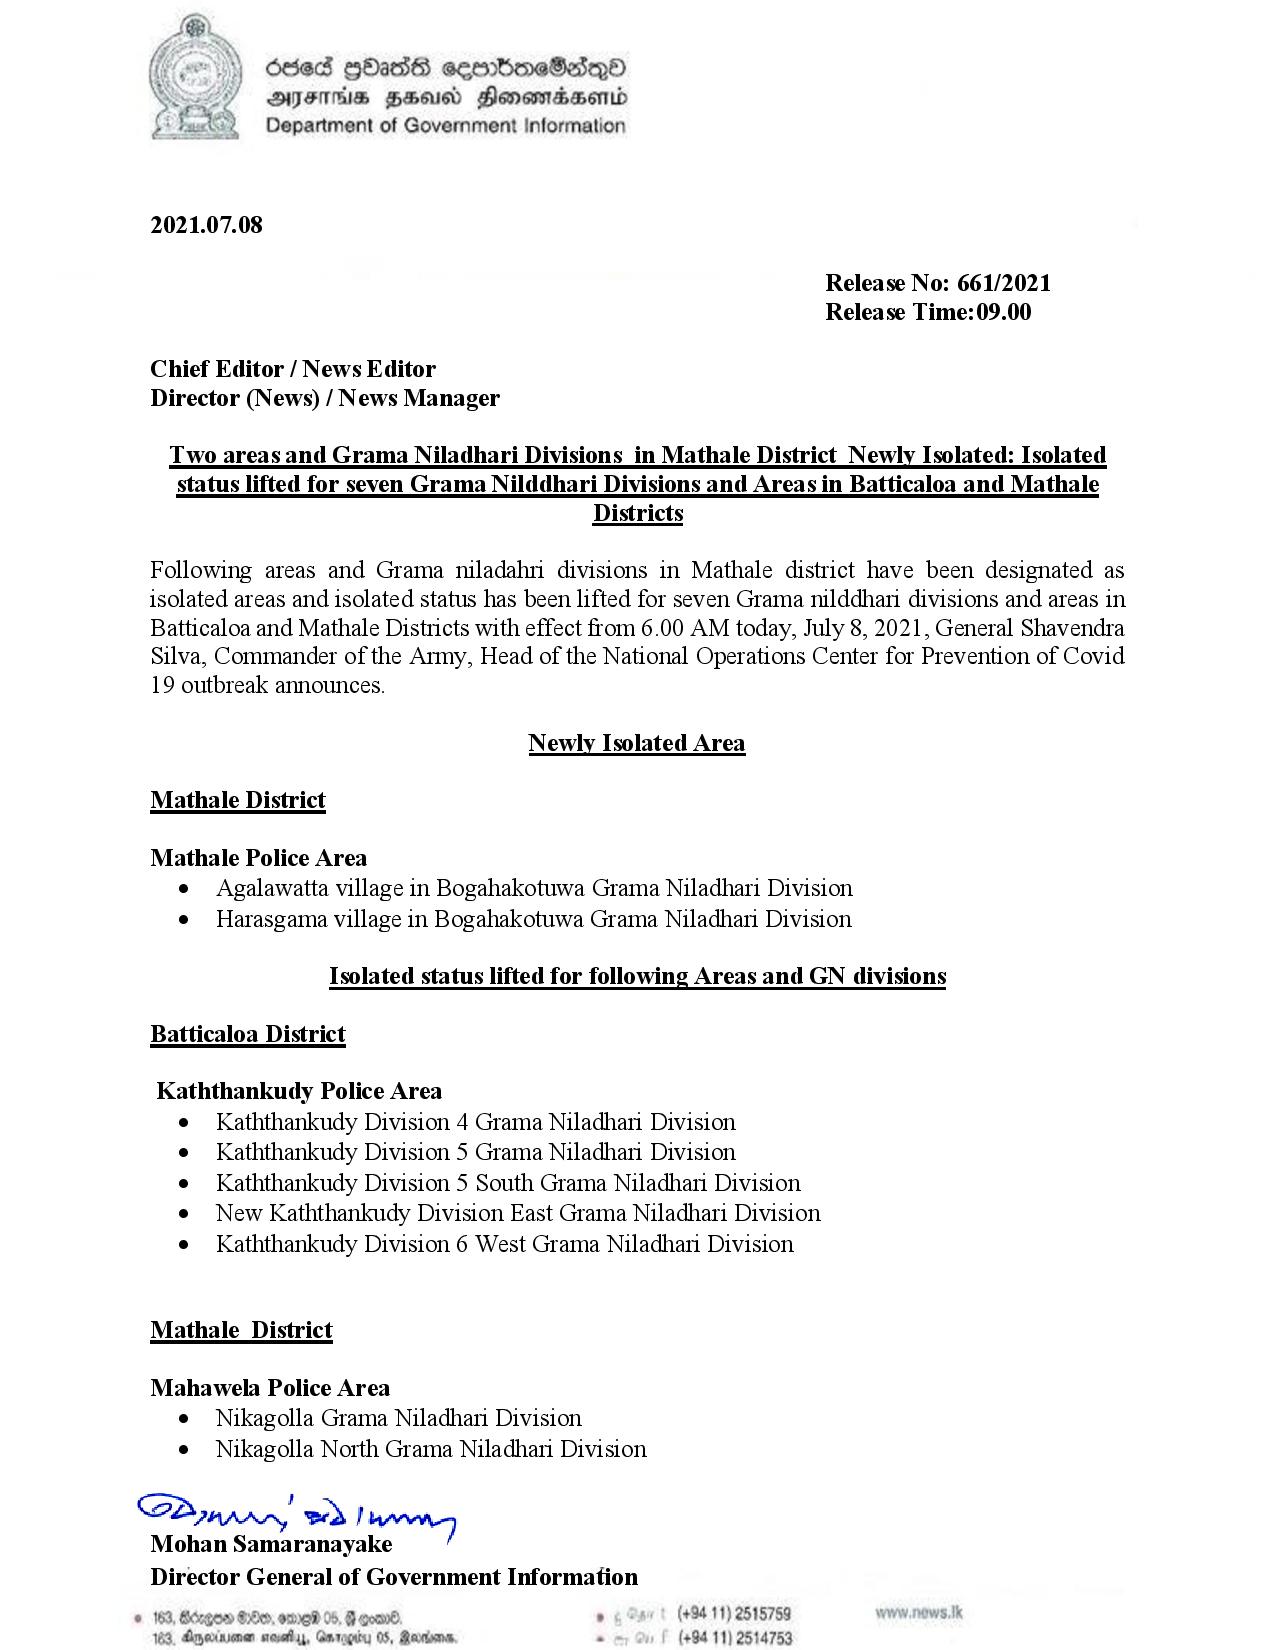 රජයේ ප්‍රවෘත්ති දෙපාර්තමේන්තුව
அரசாங்க தகவல் திணைக்களம்
Department of Government Information
2021.07.08
Release No: 661/2021
Release Time:09.00
Chief Editor / News Editor
Director (News) / News Manager
Two areas and Grama Niladhari Divisions in Mathale District Newly Isolated: Isolated
status lifted for seven Grama Nilddhari Divisions and Areas in Batticaloa and Mathale
Districts
Following areas and Grama niladahri divisions in Mathale district have been designated as
isolated areas and isolated status has been lifted for seven Grama nilddhari divisions and areas in
Batticaloa and Mathale Districts with effect from 6.00 AM today, July 8, 2021, General Shavendra
Silva, Commander of the Army, Head of the National Operations Center for Prevention of Covid
19 outbreak announces.
Newly Isolated Area
Mathale District
Mathale Police Area
• Agalawatta village in Bogahakotuwa Grama Niladhari Division
• Harasgama village in Bogahakotuwa Grama Niladhari Division
Isolated status lifted for following Areas and GN divisions
Batticaloa District
Kaththankudy Police Area
• Kaththankudy Division 4 Grama Niladhari Division
• Kaththankudy Division 5 Grama Niladhari Division
• Kaththankudy Division 5 South Grama Niladhari Division
• New Kaththankudy Division East Grama Niladhari Division
• Kaththankudy Division 6 West Grama Niladhari Division
Mathale District
Mahawela Police Area
• Nikagolla Grama Niladhari Division
• Nikagolla North Grama Niladhari Division
Mohan Samaranayake
Director General of Government Information
163, කිරුලපන මාවත, කොළඹ 05, ශ්‍රී ලංකාව.
163, கிருலப்பனை எவனியூ, கொழும்பு 05, இலங்கை.
(+94 11) 2515759
(+94 11) 2514753
www.news.lk